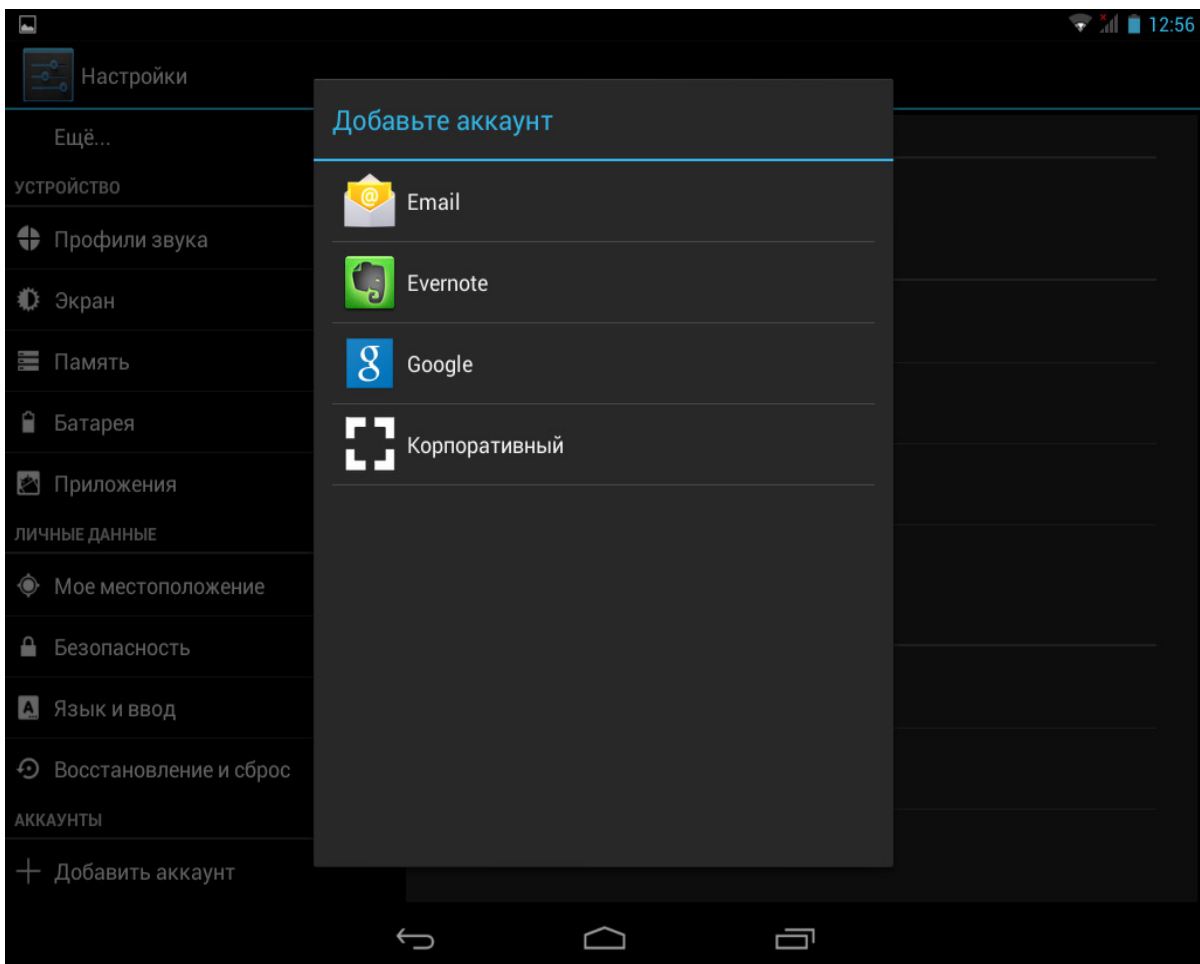 12:56
Настройки
Ещё...
УСТРОЙСТВО
Профили звука
Экран
Память
Батарея
Приложения
ЛИЧНЫЕ ДАННЫЕ
Мое местоположение
Безопасность
Язык и ввод
Восстановление и сброс
АККАУНТЫ
Добавить аккаунт
Добавьте аккаунт
Email
Evernote
Google
Корпоративный